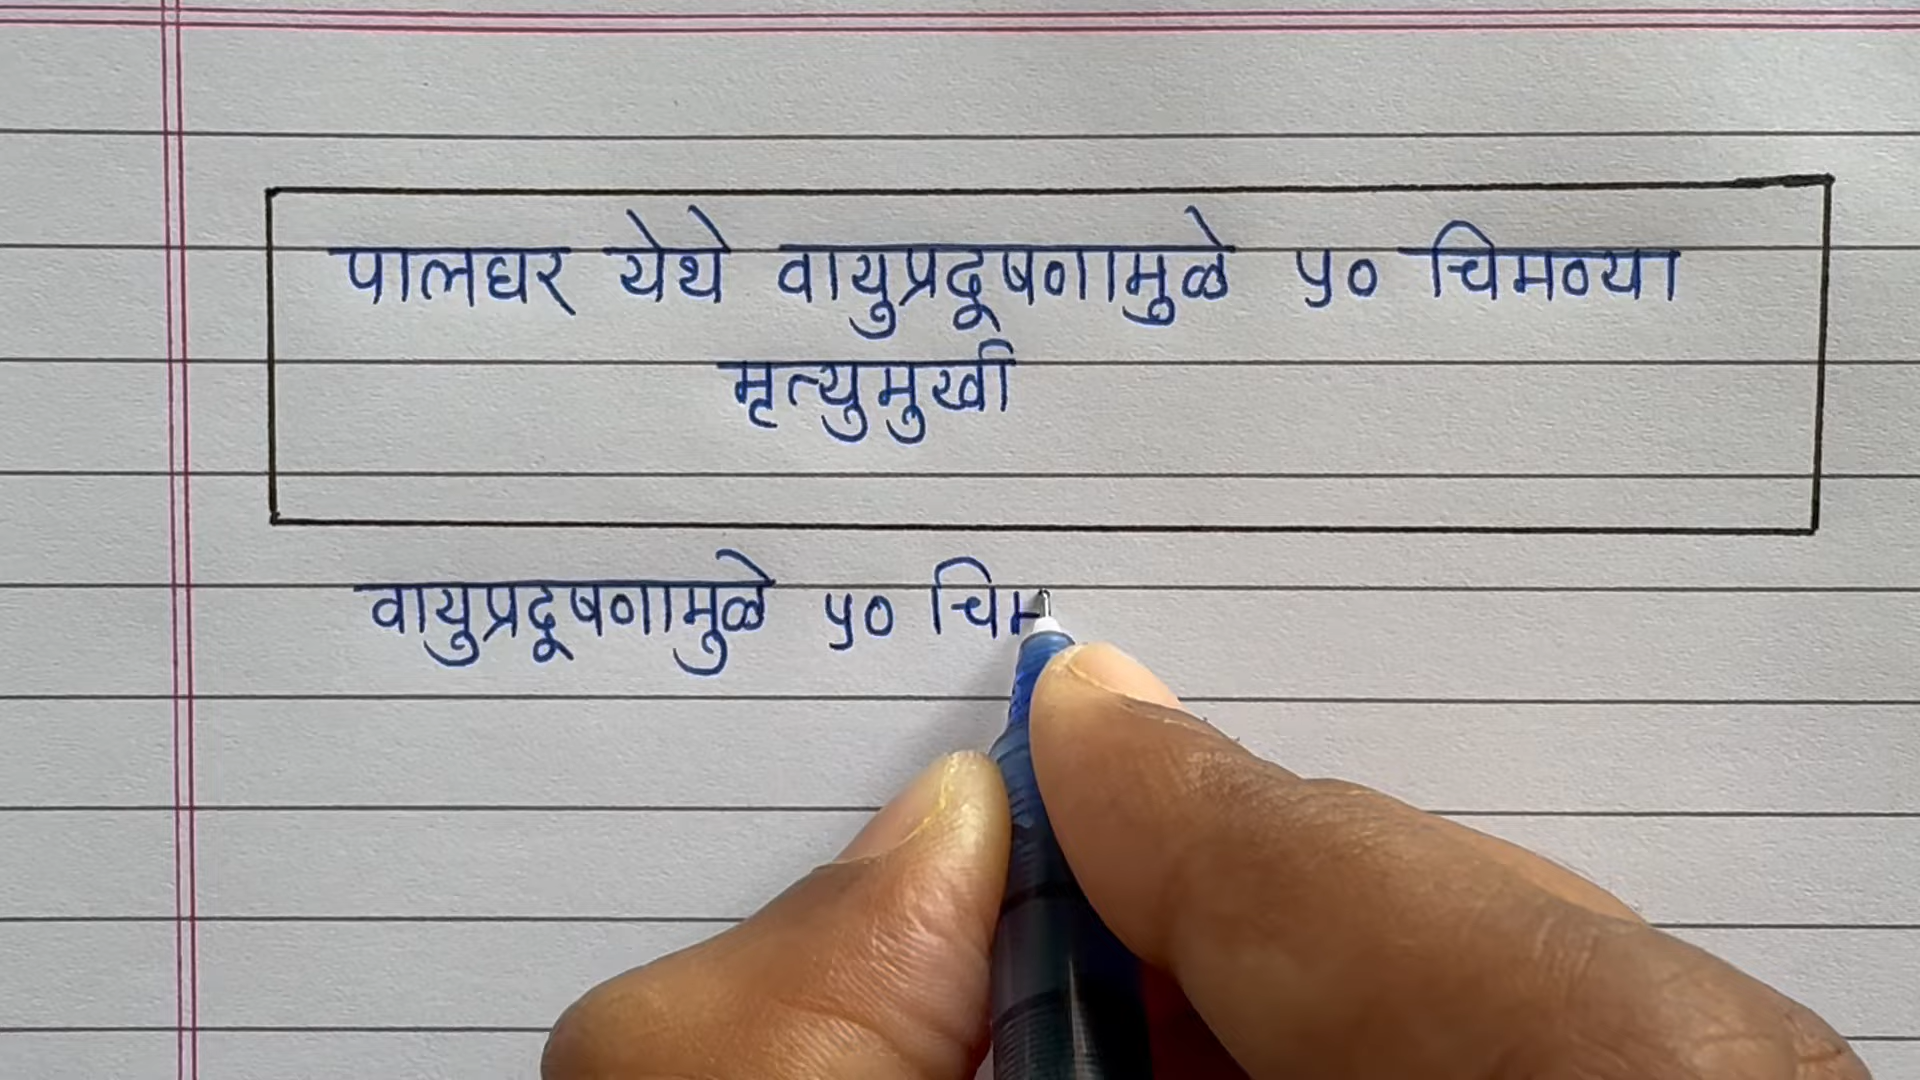 पालघर येथे वायुप्रदूषणामुळे ५० चिमण्या
मृत्युमुखी
वायुप्रदूषणामुळे ५० चिम